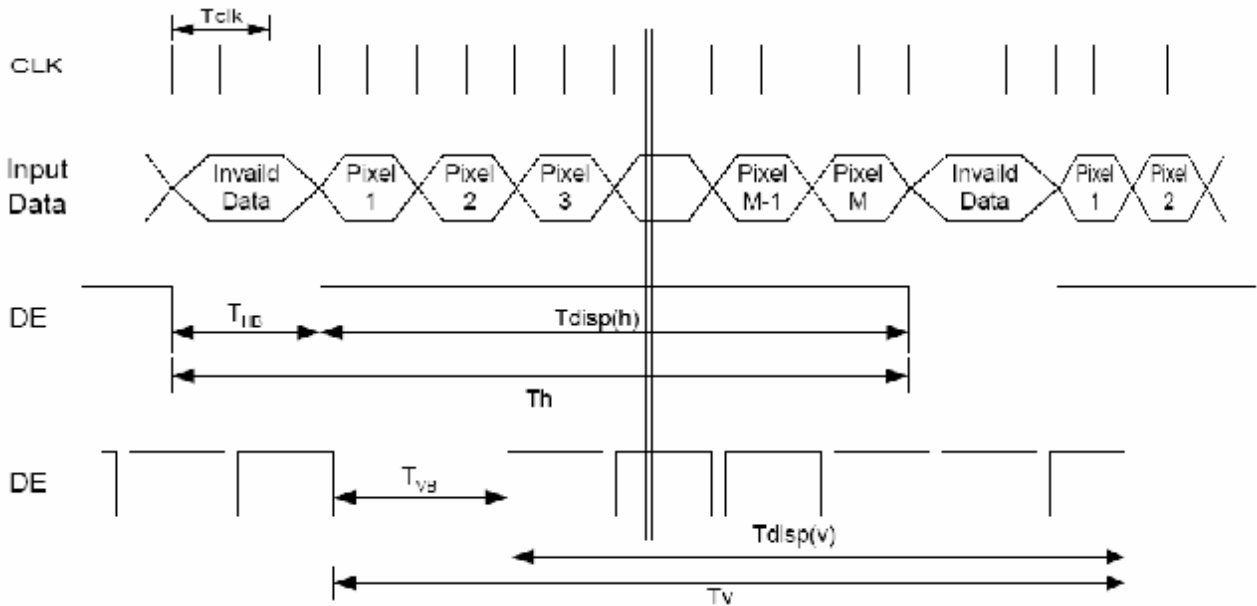 Tclk
CLK
Input
Data
Invaild
Data
Pixel
1
Pixel
2
Pixel
3
Pixel
M-1
Pixel
M
Invaild
Data
Pixel
1
Pixel
2
DE
THB
Tdisp(h)
Th
DE
TVB
Tdisp(v)
Tv